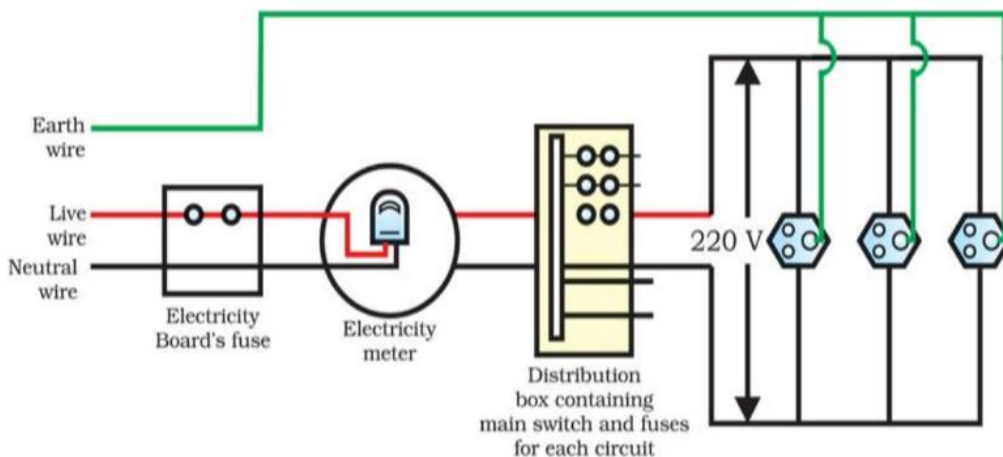 Earth
wire
Live
wire
Neutral
wire
Electricity
Board's fuse
Electricity
meter
Distribution
box containing
main switch and fuses
for each circuit
220 V